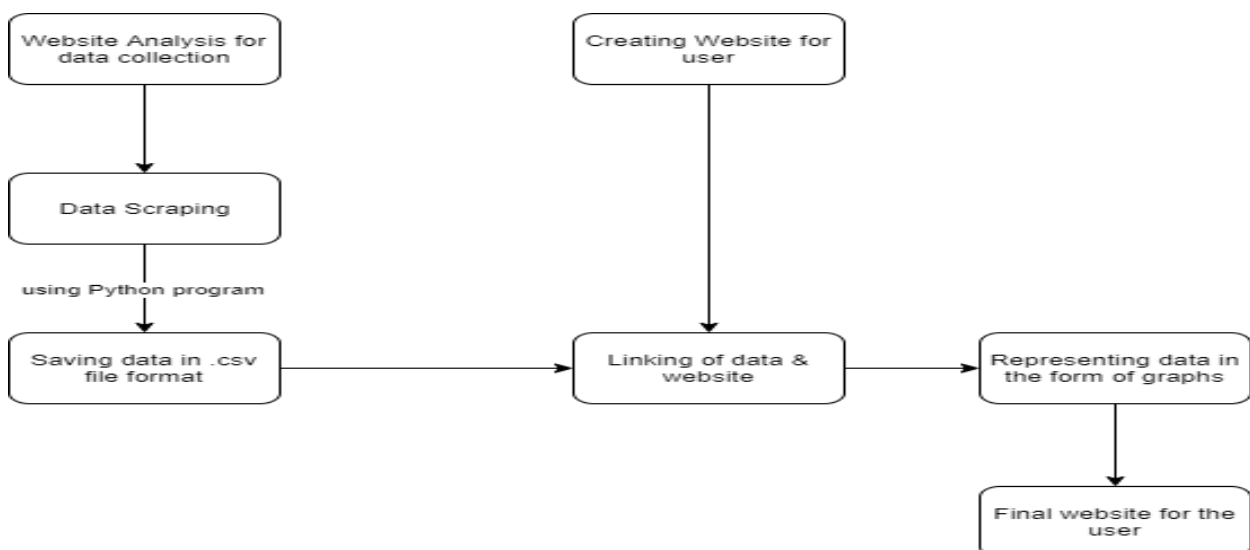 Website Analysis for
data collection
Creating Website for
user
Data Scraping
using Python program
Saving data in .csv
file format
Linking of data &
website
Representing data in
the form of graphs
Final website for the
user